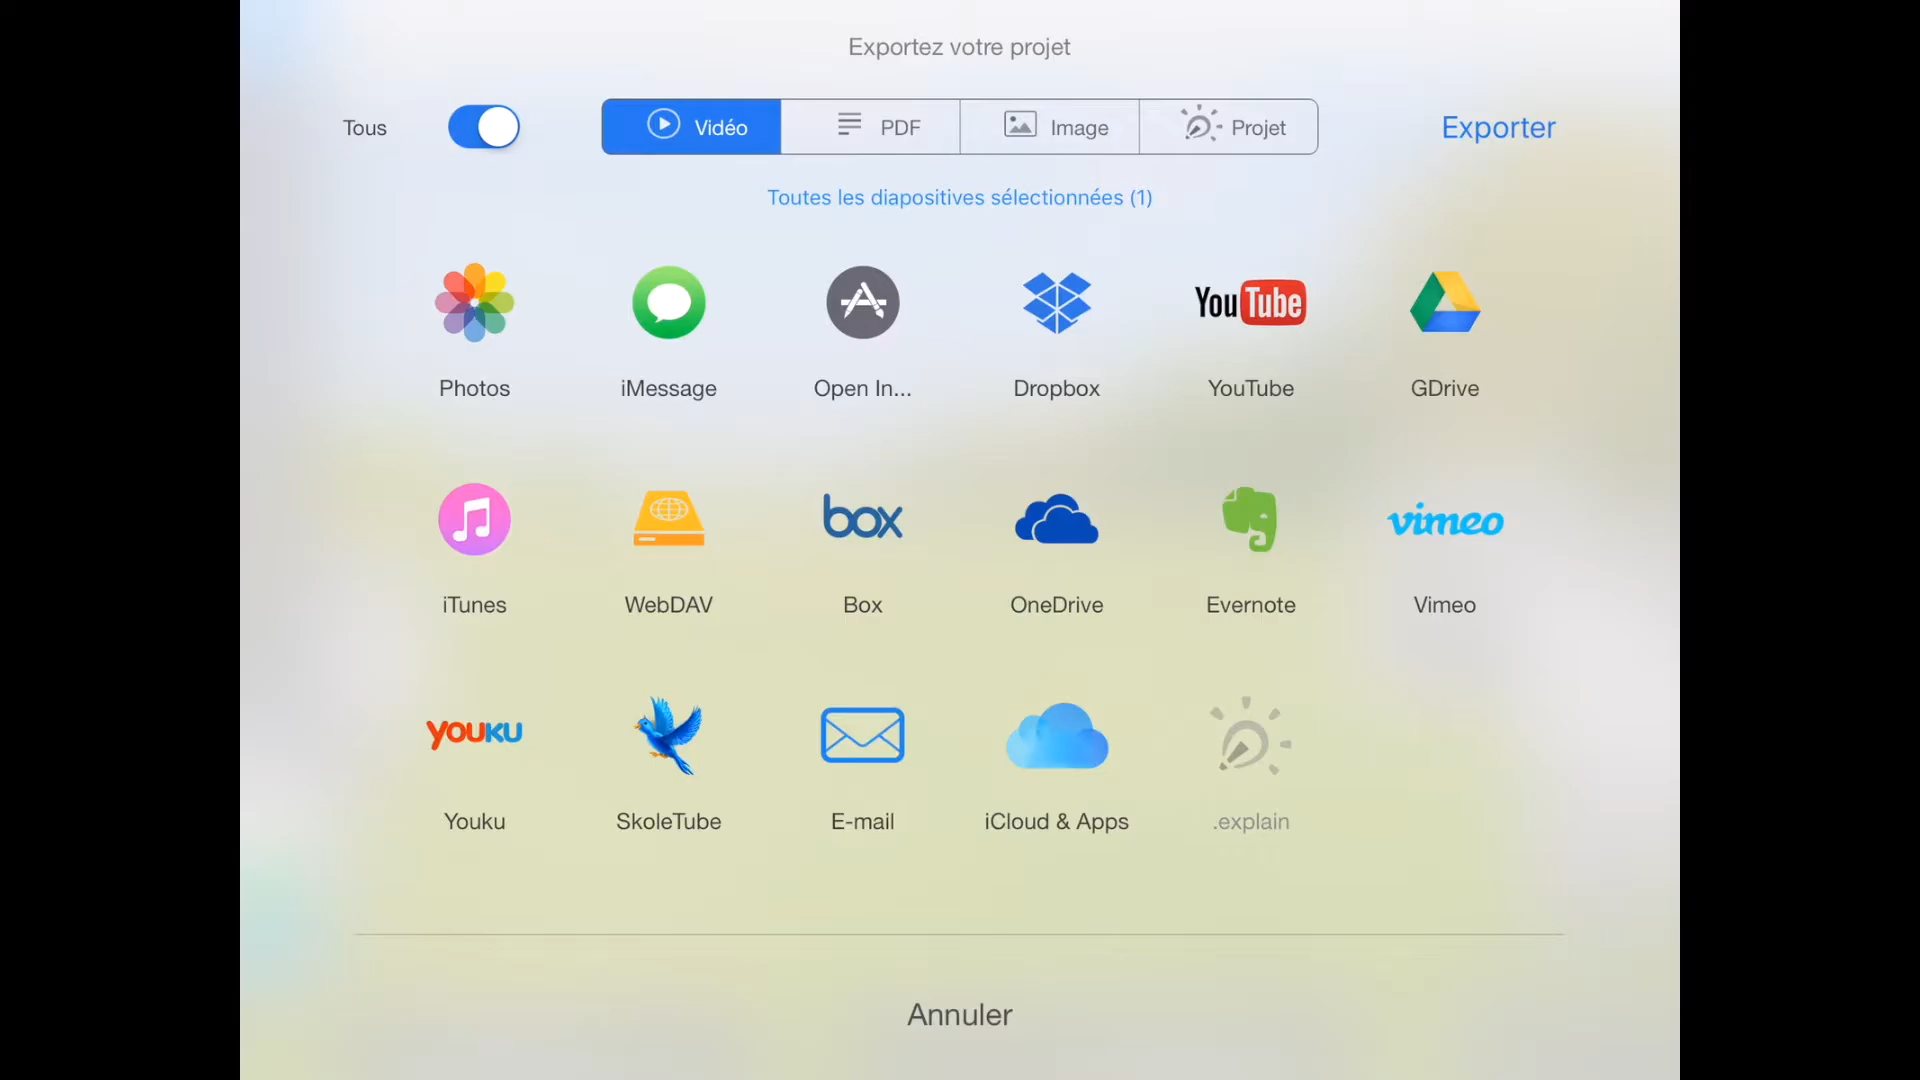 Exportez votre projet
Tous
Vidéo
PDF
Image
Projet
Exporter
Toutes les diapositives sélectionnées (1)
YouTube
Photos
iMessage
Open In...
Dropbox
YouTube
GDrive
box
vimeo
iTunes
WebDAV
Box
OneDrive
Evernote
Vimeo
YOUKU
Youku
SkoleTube
E-mail
iCloud & Apps
.explain
Annuler